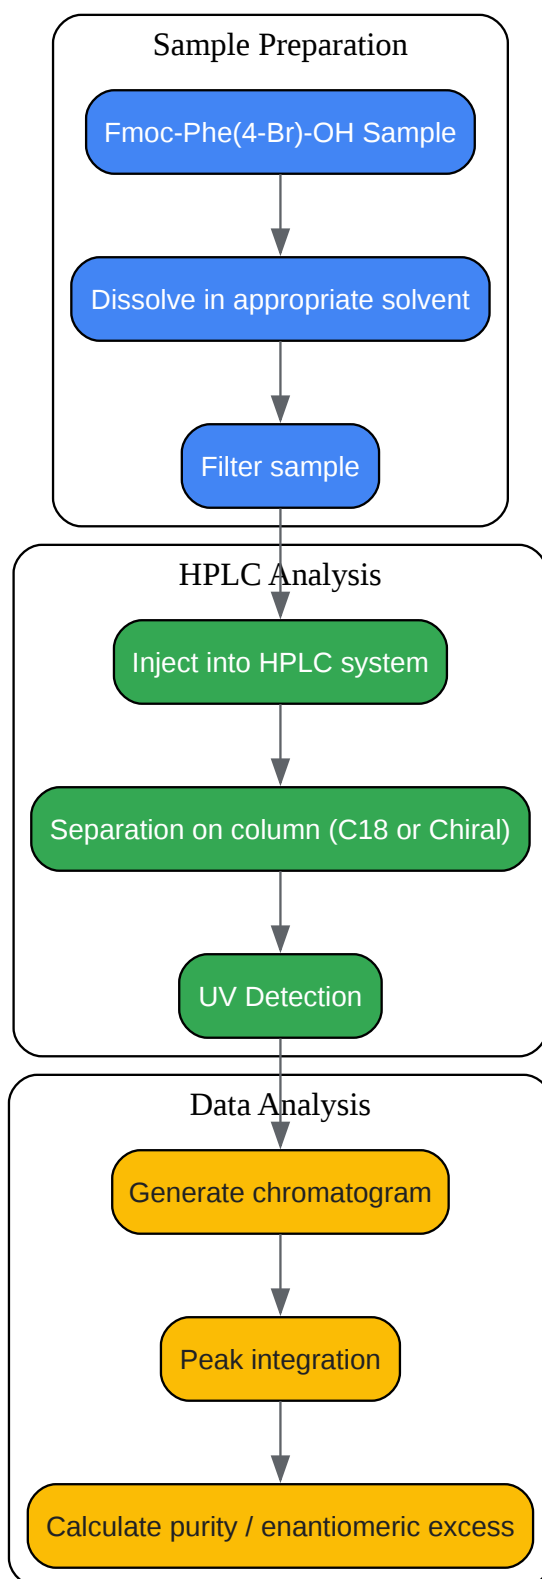 Sample Preparation
Fmoc-Phe(4-Br)-OH Sample
Dissolve in appropriate solvent
Filter sample
HPLC Analysis
Inject into HPLC system
Separation on column (C18 or Chiral)
UV Detection
Data Analysis
Generate chromatogram
Peak integration
Calculate purity / enantiomeric excess